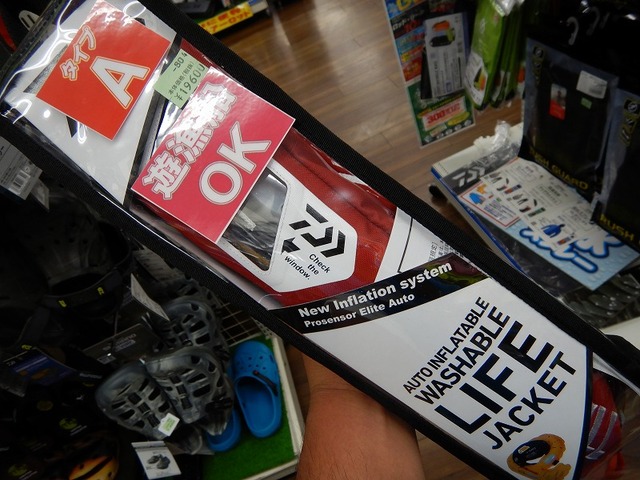 タイプ
A
¥19600
遊漁船
OK
Check
the
window.
New Inflation system
Prosensor Elite Auto
AUTO INFLATABLE
WASHABLE
LIFE
JACKET